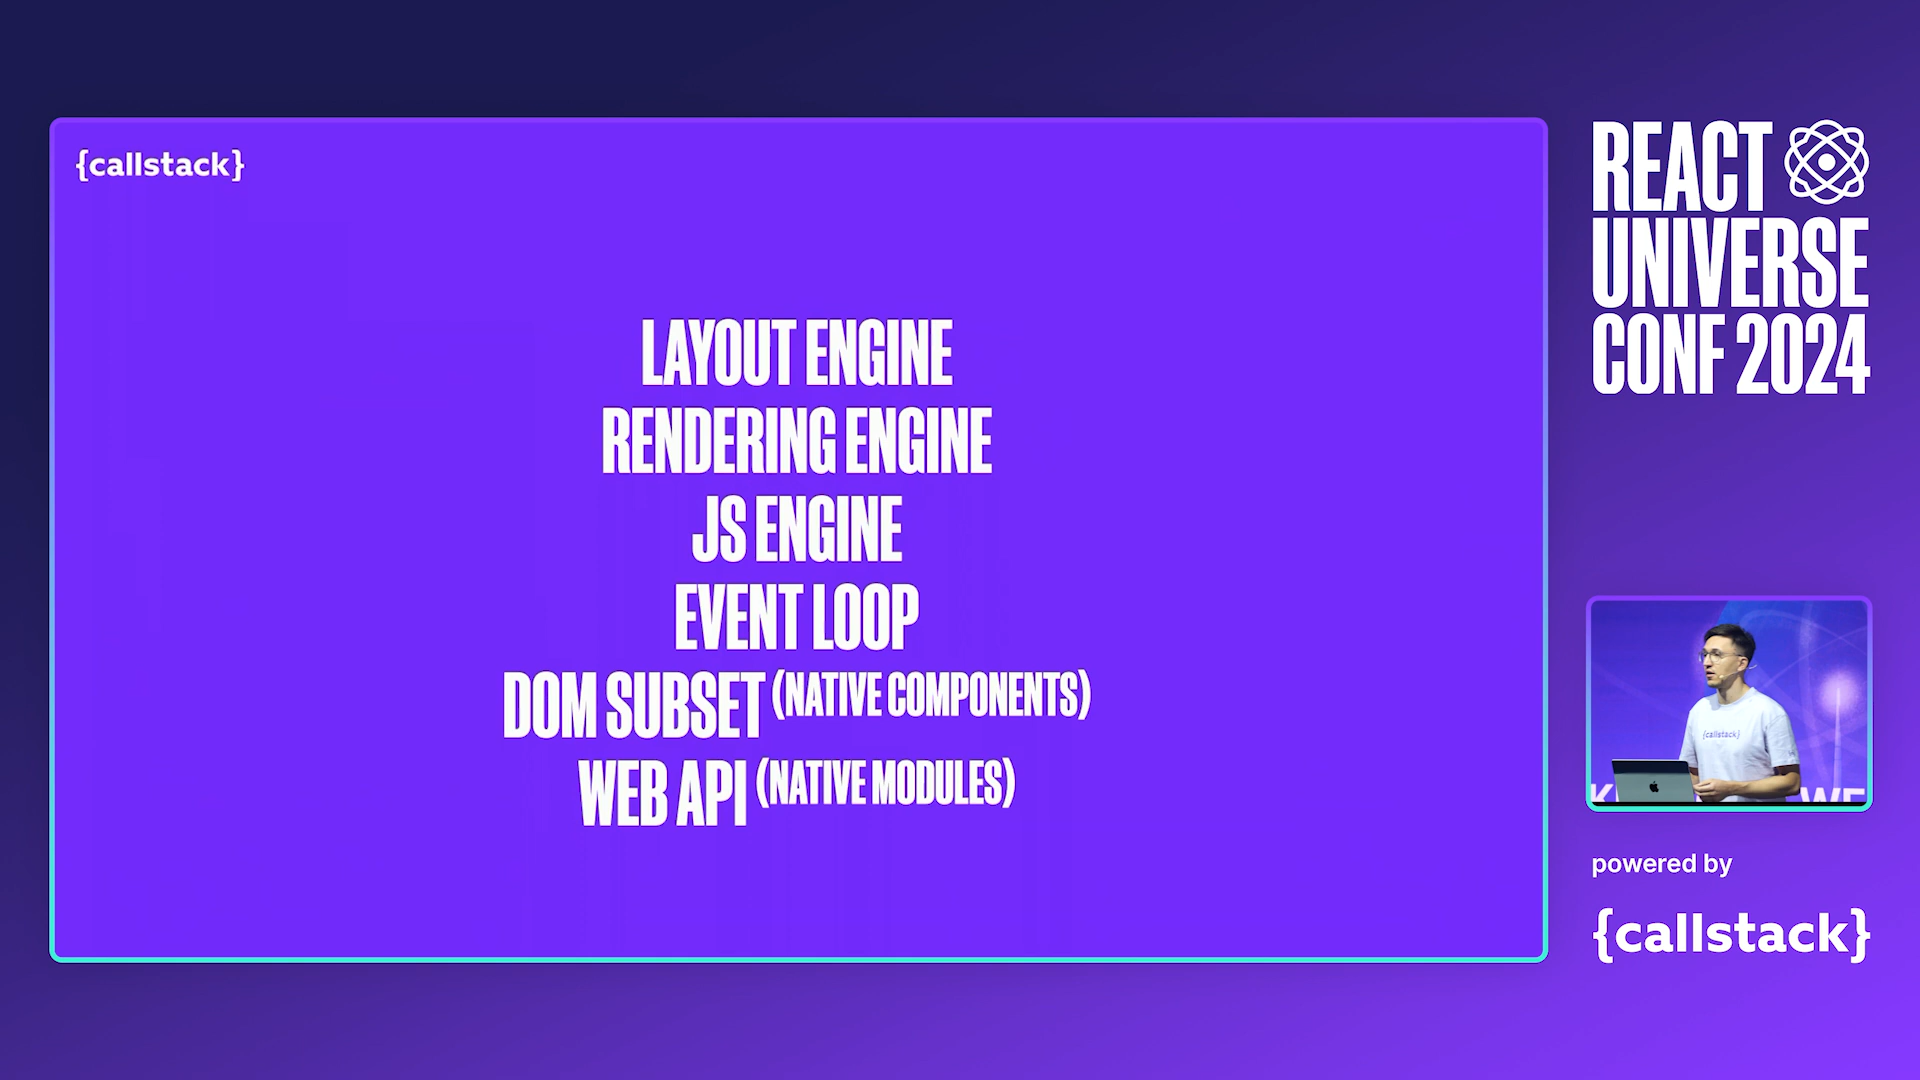 {callstack}
LAYOUT ENGINE
RENDERING ENGINE
JS ENGINE
EVENT LOOP
DOM SUBSET (NATIVE COMPONENTS)
WEB API (NATIVE MODULES)
REACT
UNIVERSE
CONF 2024
{callstack}
powered by
{callstack}